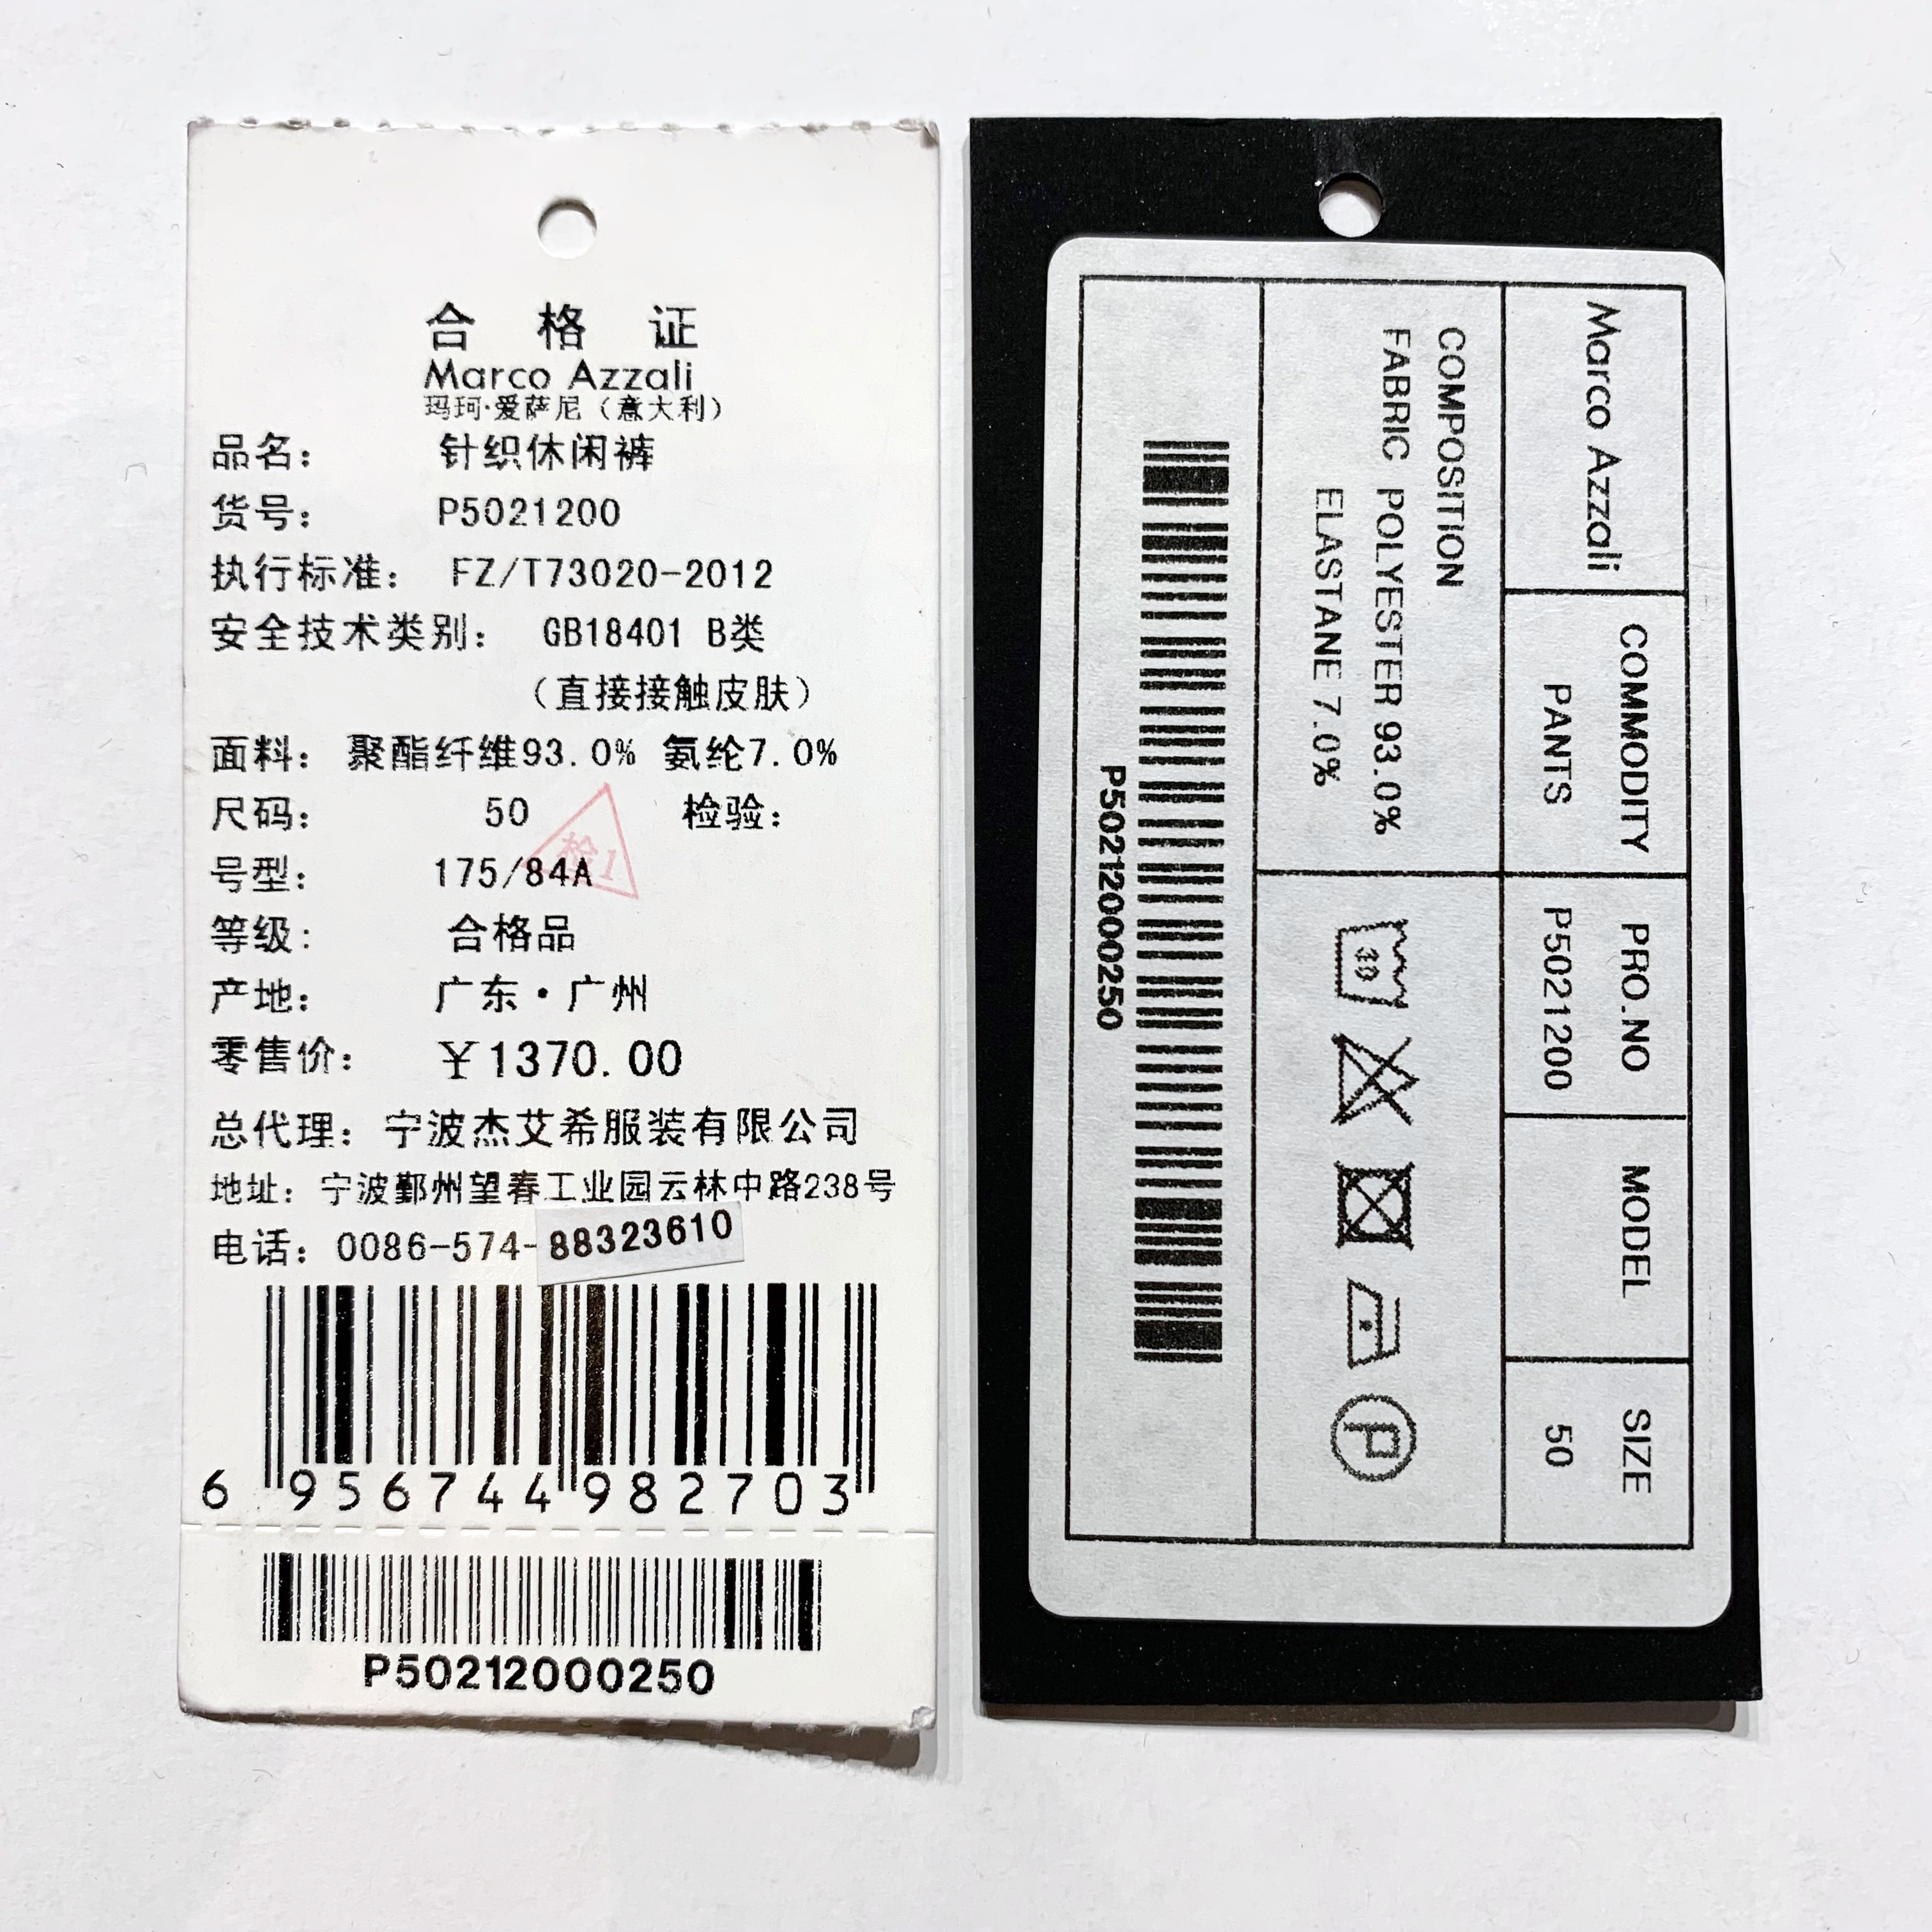 合 格 证
Marco Azzali
玛珂·爱萨尼（意大利）
品名： 针织休闲裤
货号： P5021200
执行标准： FZ/T73020-2012
安全技术类别： GB18401 B类
（直接接触皮肤）
面料： 聚酯纤维93.0% 氨纶7.0%
尺码： 50 检验：
检1
号型： 175/84A
等级： 合格品
产地： 广东·广州
零售价： ￥1370.00
总代理：宁波杰艾希服装有限公司
地址：宁波鄞州望春工业园云林中路238号
电话：0086-574-88323610
6 956744 982703
P50212000250
Marco Azzali
COMMODITY
PANTS
PRO.NO
P5021200
MODEL
SIZE
50
COMPOSITION
FABRIC POLYESTER 93.0%
ELASTANE 7.0%
30
P
P50212000250